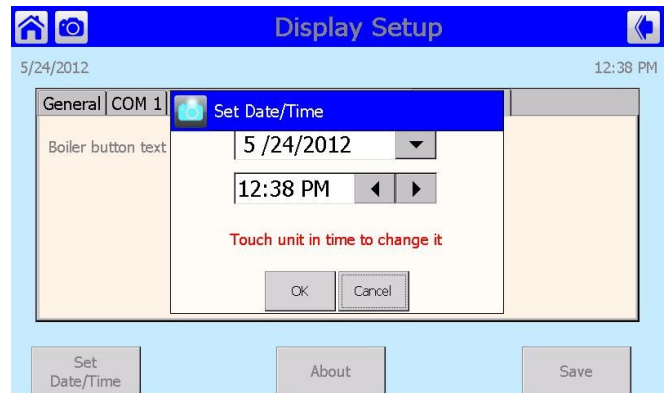 Display Setup
5/24/2012 12:38 PM
General COM 1
Set Date/Time
Boiler button text
5 /24/2012
12:38 PM
Touch unit in time to change it
OK Cancel
Set
Date/Time
About
Save